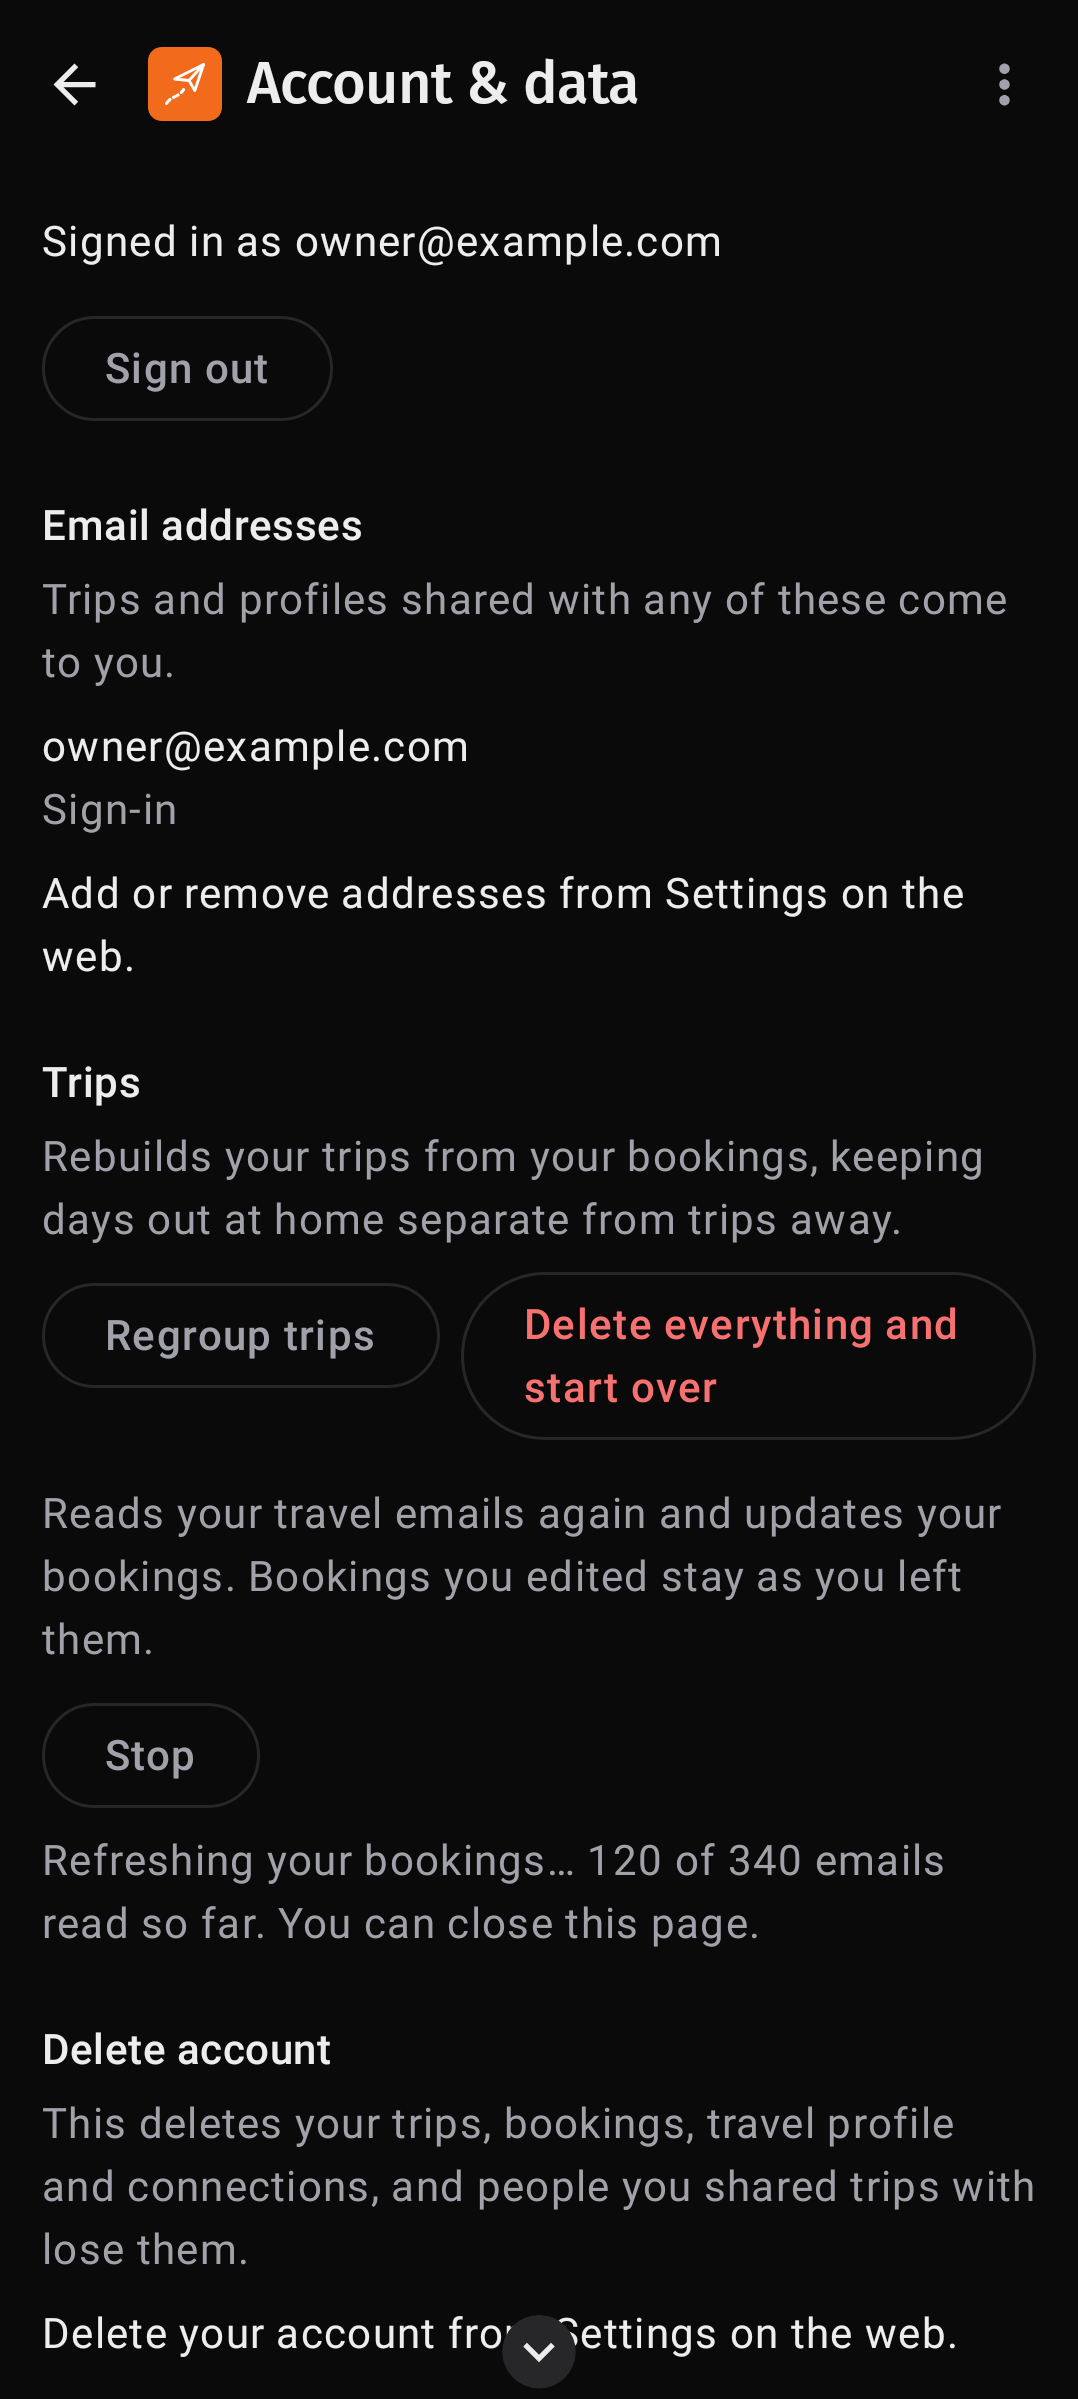 Account & data
Signed in as owner@example.com
Sign out
Email addresses
Trips and profiles shared with any of these come
to you.
owner@example.com
Sign-in
Add or remove addresses from Settings on the
web.
Trips
Rebuilds your trips from your bookings, keeping
days out at home separate from trips away.
Regroup trips
Delete everything and
start over
Reads your travel emails again and updates your
bookings. Bookings you edited stay as you left
them.
Stop
Refreshing your bookings… 120 of 340 emails
read so far. You can close this page.
Delete account
This deletes your trips, bookings, travel profile
and connections, and people you shared trips with
lose them.
Delete your account from Settings on the web.